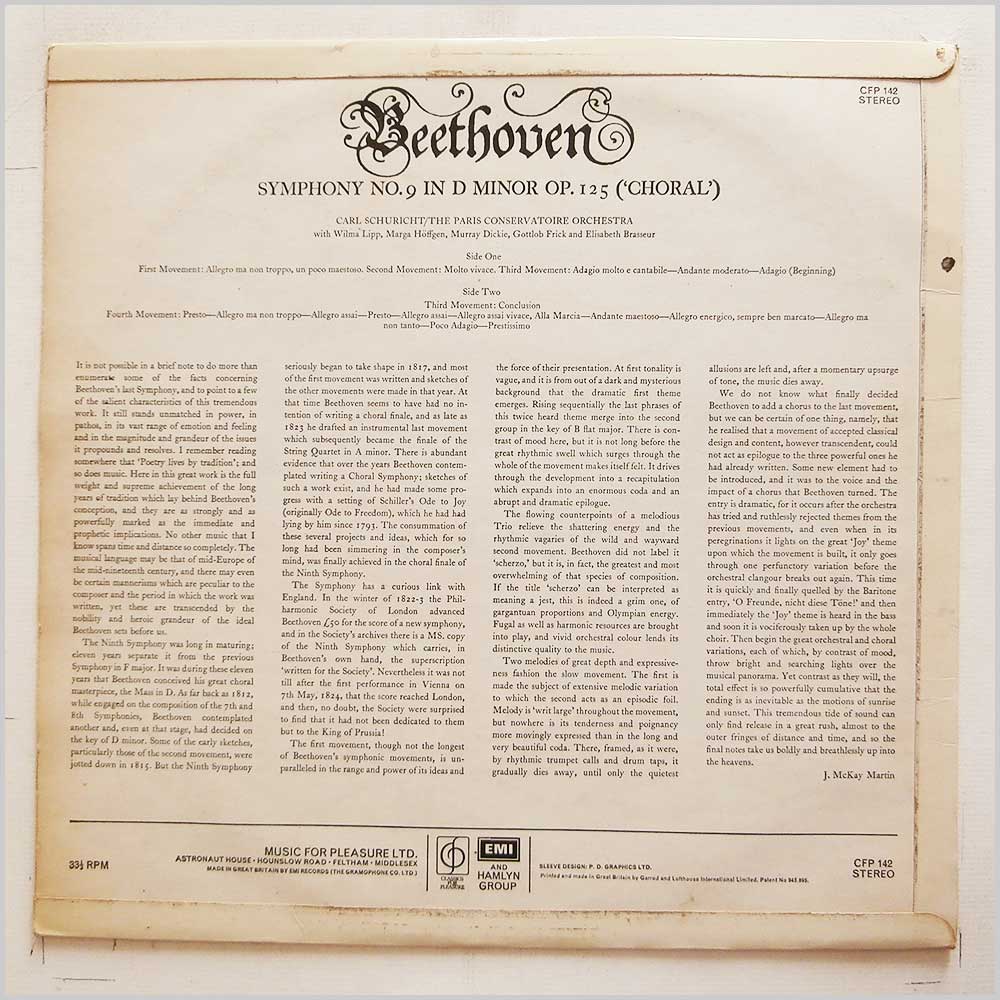 CFP 142
STEREO
Beethoven
SYMPHONY NO. 9 IN D MINOR OP. 125 (‘CHORAL’)
CARL SCHURICHT/THE PARIS CONSERVATOIRE ORCHESTRA
with Wilma Lipp, Marga Höffgen, Murray Dickie, Gottlob Frick and Elisabeth Brasseur
Side One
First Movement: Allegro ma non troppo, un poco maestoso. Second Movement: Molto vivace. Third Movement: Adagio molto e cantabile—Andante moderato—Adagio (Beginning)
Side Two
Third Movement: Conclusion
Fourth Movement: Presto—Allegro ma non troppo—Allegro assai—Presto—Allegro assai—Allegro assai vivace, Alla Marcia—Andante maestoso—Allegro energico, sempre ben marcato—Allegro ma
non tanto—Poco Adagio—Prestissimo
It is not possible in a brief note to do more than
enumerate some of the facts concerning
Beethoven's last Symphony, and to point to a few
of the salient characteristics of this tremendous
work. It still stands unmatched in power, in
pathos, in its vast range of emotion and feeling
and in the magnitude and grandeur of the issues
it propounds and resolves. I remember reading
somewhere that ‘Poetry lives by tradition’; and
so does music. Here in this great work is the full
weight and supreme achievement of the long
years of tradition which lay behind Beethoven's
conception, and they are as strongly and as
powerfully marked as the immediate and
prophetic implications. No other music that I
know spans time and distance so completely. The
musical language may be that of mid-Europe of
the mid-nineteenth century, and there may even
be certain mannerisms which are peculiar to the
composer and the period in which the work was
written, yet these are transcended by the
nobility and heroic grandeur of the ideal
Beethoven sets before us.
The Ninth Symphony was long in maturing;
eleven years separate it from the previous
Symphony in F major. It was during these eleven
years that Beethoven conceived his great choral
masterpiece, the Mass in D. As far back as 1812,
while engaged on the composition of the 7th and
8th Symphonies, Beethoven contemplated
another and, even at that stage, had decided on
the key of D minor. Some of the early sketches,
particularly those of the second movement, were
jotted down in 1815. But the Ninth Symphony
seriously began to take shape in 1817, and most
of the first movement was written and sketches of
the other movements were made in that year. At
that time Beethoven seems to have had no in-
tention of writing a choral finale, and as late as
1823 he drafted an instrumental last movement
which subsequently became the finale of the
String Quartet in A minor. There is abundant
evidence that over the years Beethoven contem-
plated writing a Choral Symphony; sketches of
such a work exist, and he had made some pro-
gress with a setting of Schiller's Ode to Joy
(originally Ode to Freedom), which he had had
lying by him since 1793. The consummation of
these several projects and ideas, which for so
long had been simmering in the composer's
mind, was finally achieved in the choral finale of
the Ninth Symphony.
The Symphony has a curious link with
England. In the winter of 1822-3 the Phil-
harmonic Society of London advanced
Beethoven £50 for the score of a new symphony,
and in the Society's archives there is a MS. copy
of the Ninth Symphony which carries, in
Beethoven's own hand, the superscription
‘written for the Society’. Nevertheless it was not
till after the first performance in Vienna on
7th May, 1824, that the score reached London,
and then, no doubt, the Society were surprised
to find that it had not been dedicated to them
but to the King of Prussia!
The first movement, though not the longest
of Beethoven's symphonic movements, is un-
paralleled in the range and power of its ideas and
the force of their presentation. At first tonality is
vague, and it is from out of a dark and mysterious
background that the dramatic first theme
emerges. Rising sequentially the last phrases of
this twice heard theme merge into the second
group in the key of B flat major. There is con-
trast of mood here, but it is not long before the
great rhythmic swell which surges through the
whole of the movement makes itself felt. It drives
through the development into a recapitulation
which expands into an enormous coda and an
abrupt and dramatic epilogue.
The flowing counterpoints of a melodious
Trio relieve the shattering energy and the
rhythmic vagaries of the wild and wayward
second movement. Beethoven did not label it
‘scherzo,’ but it is, in fact, the greatest and most
overwhelming of that species of composition.
If the title ‘scherzo’ can be interpreted as
meaning a jest, this is indeed a grim one, of
gargantuan proportions and Olympian energy.
Fugal as well as harmonic resources are brought
into play, and vivid orchestral colour lends its
distinctive quality to the music.
Two melodies of great depth and expressive-
ness fashion the slow movement. The first is
made the subject of extensive melodic variation
to which the second acts as an episodic foil.
Melody is ‘writ large’ throughout the movement,
but nowhere is its tenderness and poignancy
more movingly expressed than in the long and
very beautiful coda. There, framed, as it were,
by rhythmic trumpet calls and drum taps, it
gradually dies away, until only the quietest
allusions are left and, after a momentary upsurge
of tone, the music dies away.
We do not know what finally decided
Beethoven to add a chorus to the last movement,
but we can be certain of one thing, namely, that
he realised that a movement of accepted classical
design and content, however transcendent, could
not act as epilogue to the three powerful ones he
had already written. Some new element had to
be introduced, and it was to the voice and the
impact of a chorus that Beethoven turned. The
entry is dramatic, for it occurs after the orchestra
has tried and ruthlessly rejected themes from the
previous movements, and even when in its
peregrinations it lights on the great ‘Joy’ theme
upon which the movement is built, it only goes
through one perfunctory variation before the
orchestral clangour breaks out again. This time
it is quickly and finally quelled by the Baritone
entry, ‘O Freunde, nicht diese Töne!’ and then
immediately the ‘Joy’ theme is heard in the bass
and soon it is vociferously taken up by the whole
choir. Then begin the great orchestral and choral
variations, each of which, by contrast of mood,
throw bright and searching lights over the
musical panorama. Yet contrast as they will, the
total effect is so powerfully cumulative that the
ending is as inevitable as the motions of sunrise
and sunset. This tremendous tide of sound can
only find release in a great rush, almost to the
outer fringes of distance and time, and so the
final notes take us boldly and breathlessly up into
the heavens.
J. McKay Martin
33⅓ RPM
MUSIC FOR PLEASURE LTD.
ASTRONAUT HOUSE · HOUNSLOW ROAD · FELTHAM · MIDDLESEX
MADE IN GREAT BRITAIN BY EMI RECORDS (THE GRAMOPHONE CO. LTD.)
CLASSICS
FOR
PLEASURE
EMI
AND
HAMLYN
GROUP
SLEEVE DESIGN: P. D. GRAPHICS LTD.
Printed and made in Great Britain by Garrod and Lofthouse International Limited. Patent No 943,895.
CFP 142
STEREO